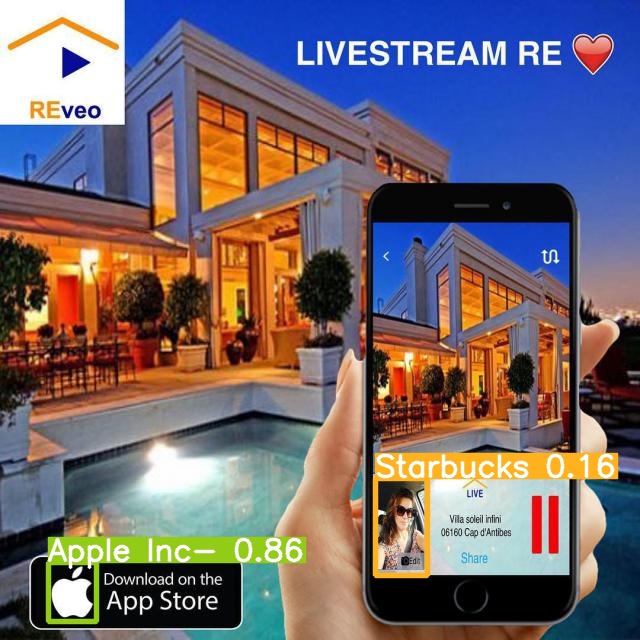 REveo
LIVESTREAM RE
Starbucks 0.16
LIVE
Villa soleil infini
06160 Cap d'Antibes
Share
Edit
Apple Inc- 0.86
Download on the
App Store